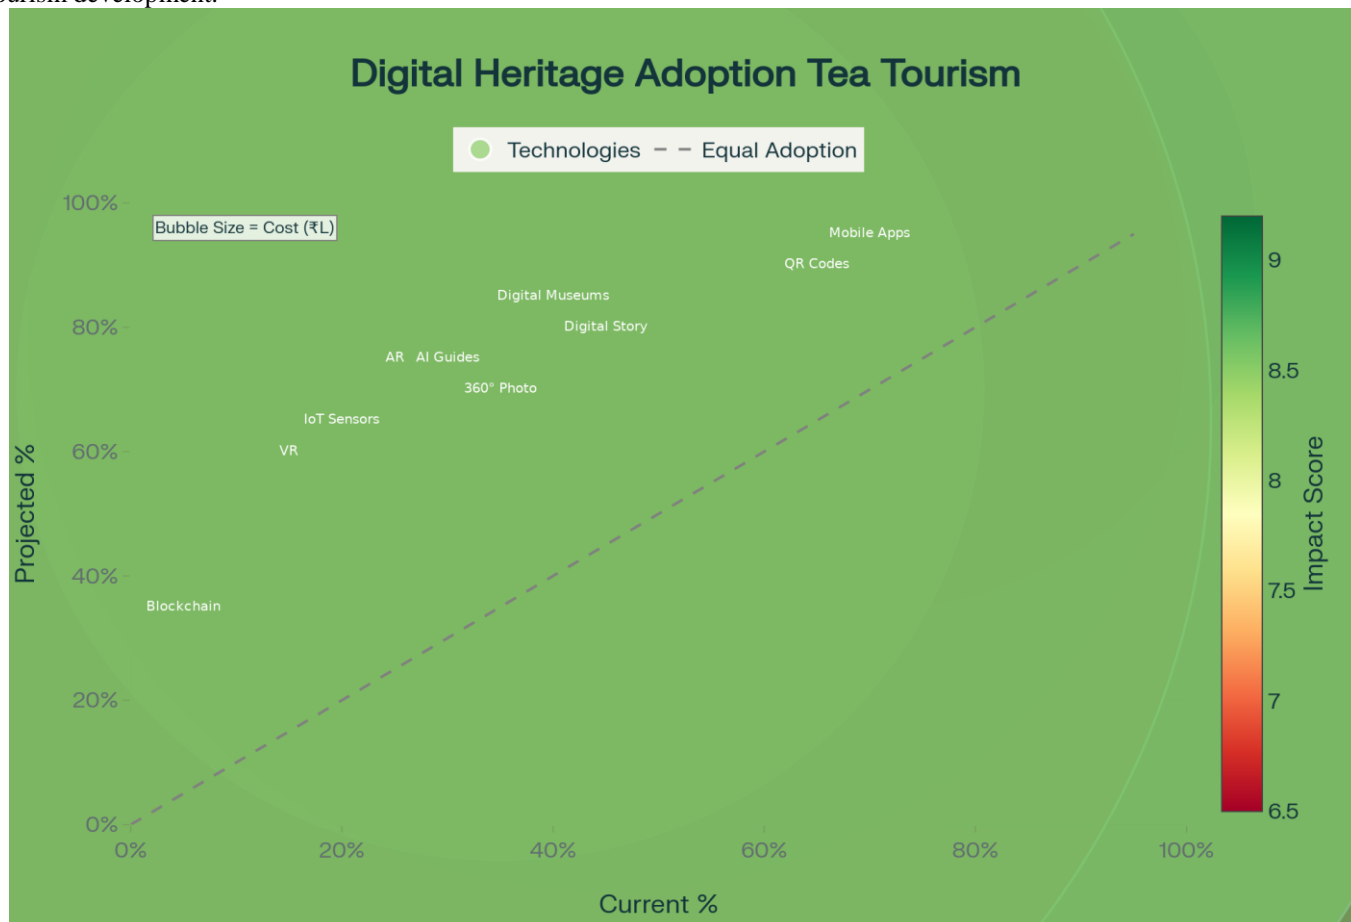 ourism development.
Digital Heritage Adoption Tea Tourism
Technologies Equal Adoption
100%
Bubble Size = Cost (₹L)
Mobile Apps
QR Codes
Digital Museums
80%
Digital Story
AR AI Guides
360° Photo
IoT Sensors
60%
VR
40%
Blockchain
20%
0%
Projected %
0% 20% 40% 60% 80% 100%
Current %
9
8.5
8
7.5
7
6.5
Impact Score